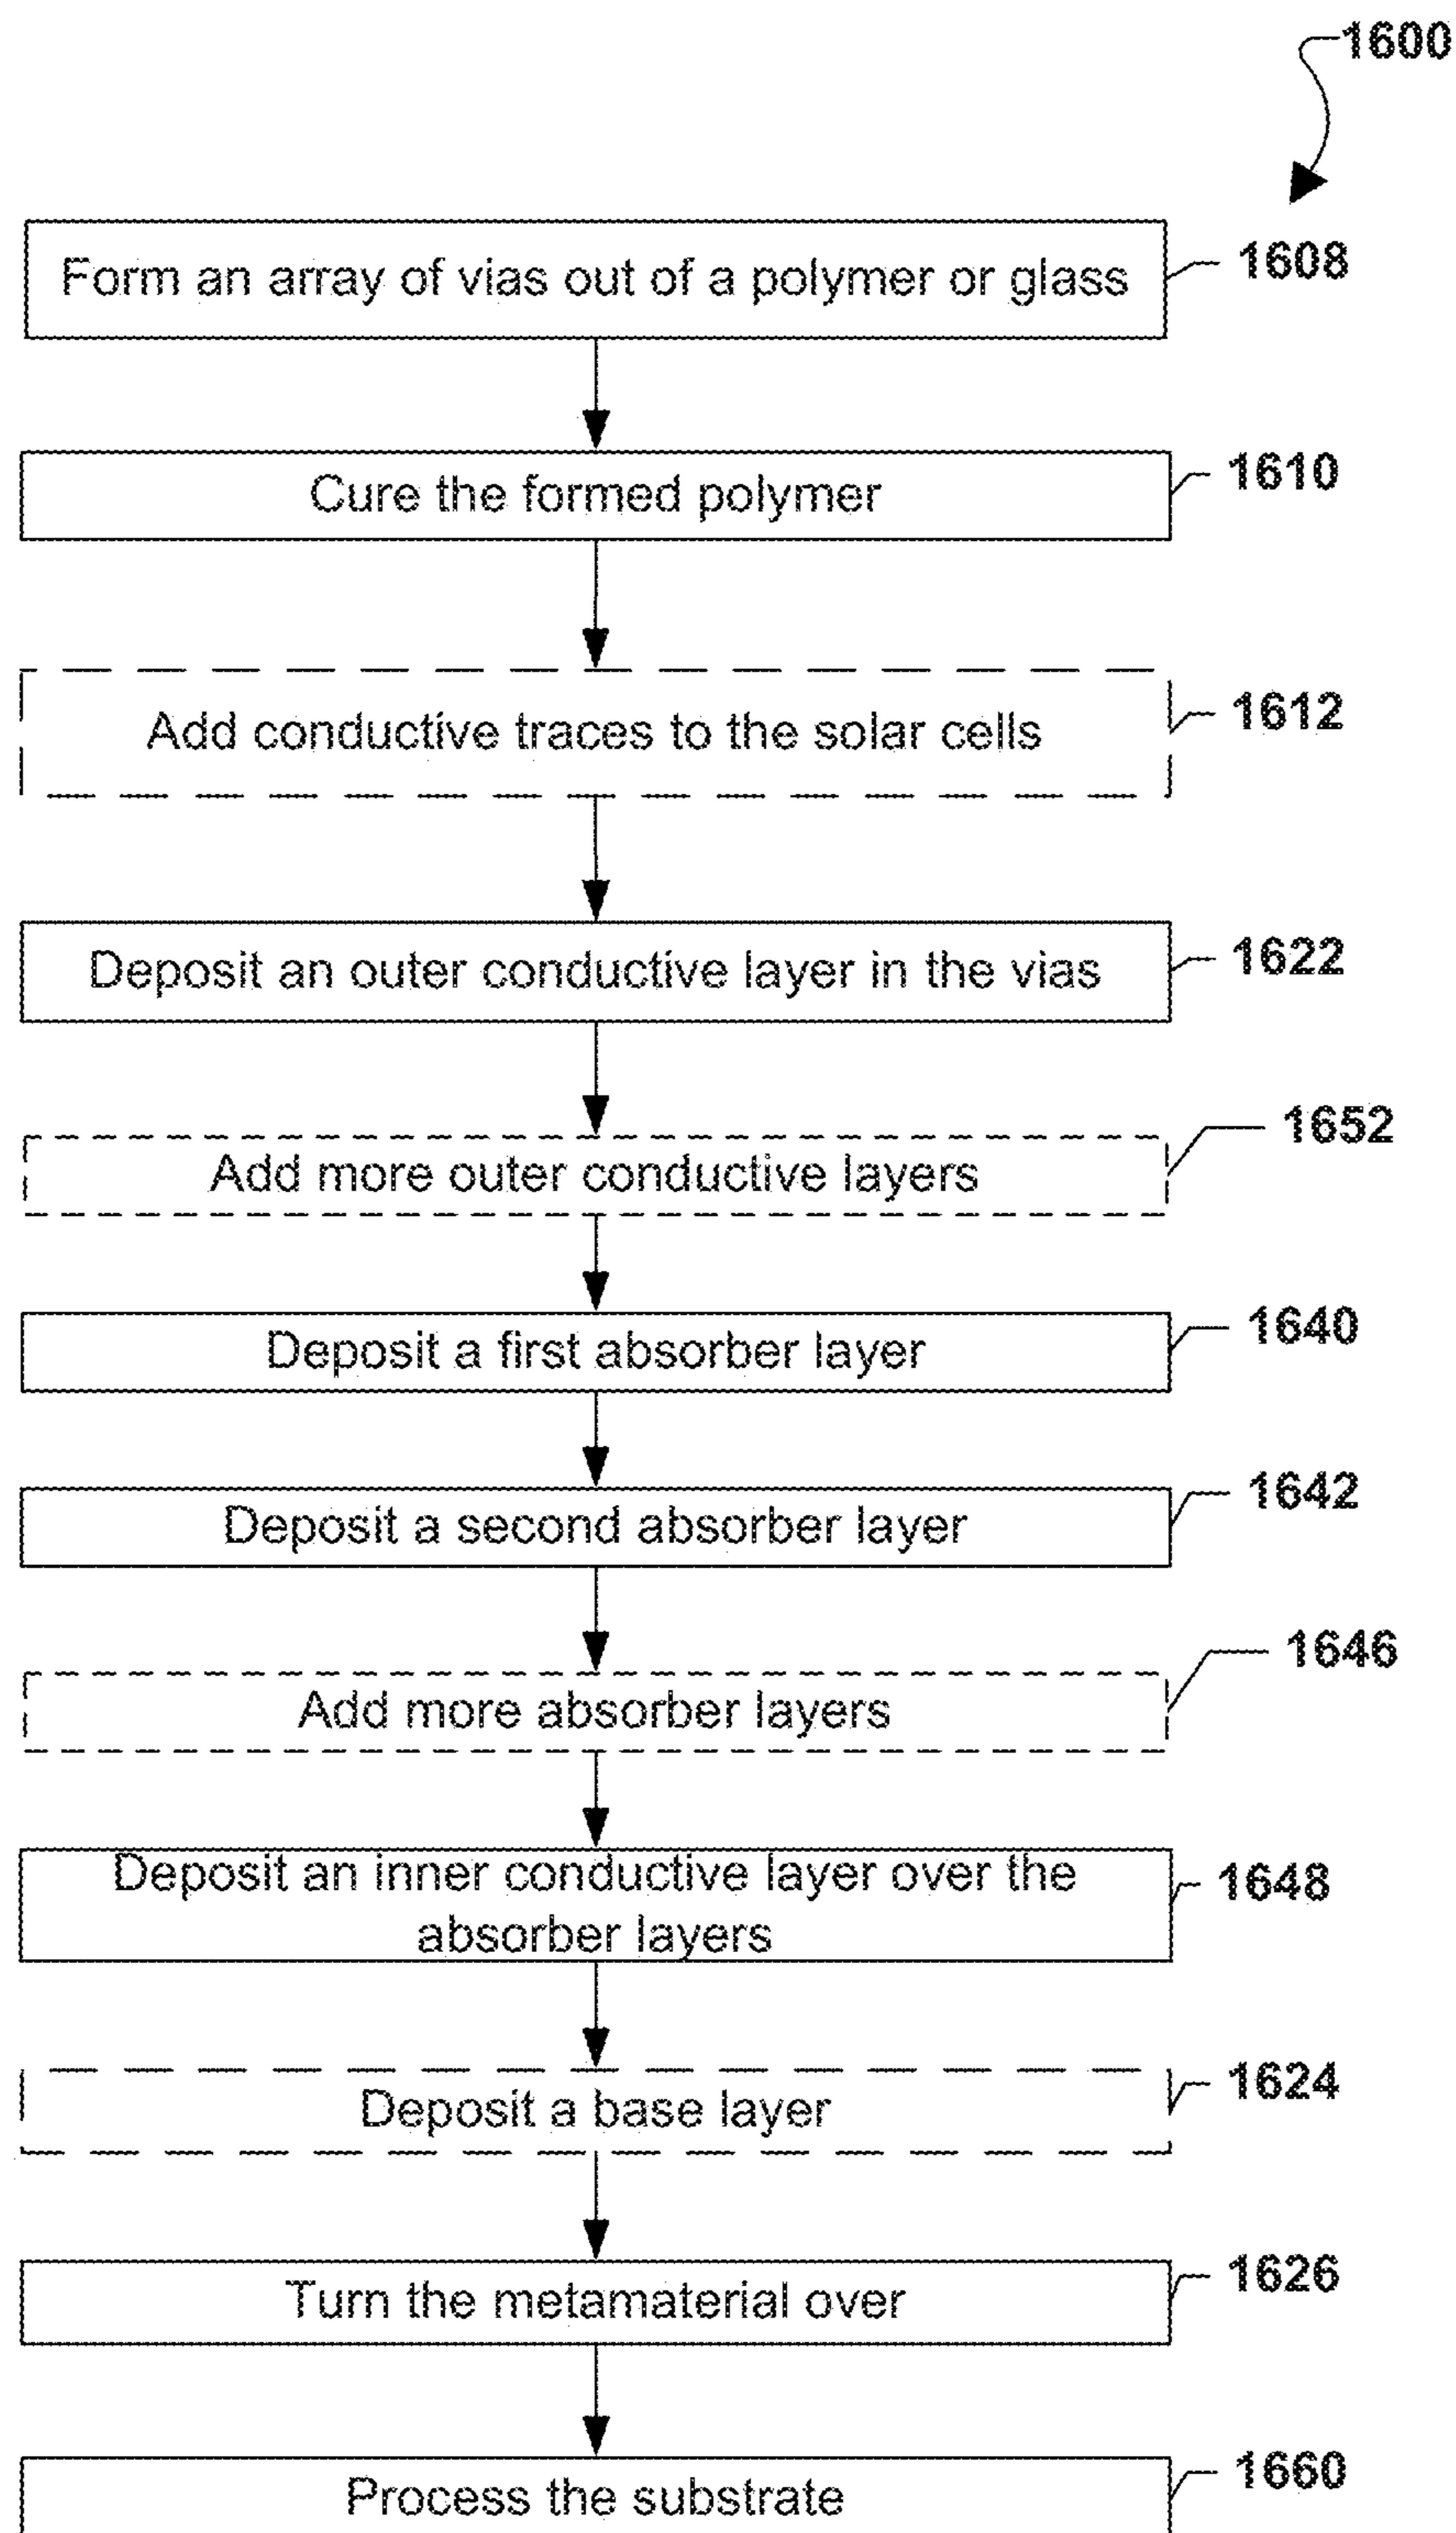 1600
Form an array of vias out of a polymer or glass
1608
Cure the formed polymer
1610
Add conductive traces to the solar cells
1612
Deposit an outer conductive layer in the vias
1622
Add more outer conductive layers
1652
Deposit a first absorber layer
1640
Deposit a second absorber layer
1642
Add more absorber layers
1646
Deposit an inner conductive layer over the
absorber layers
1648
Deposit a base layer
1624
Turn the metamaterial over
1626
Process the substrate
1660